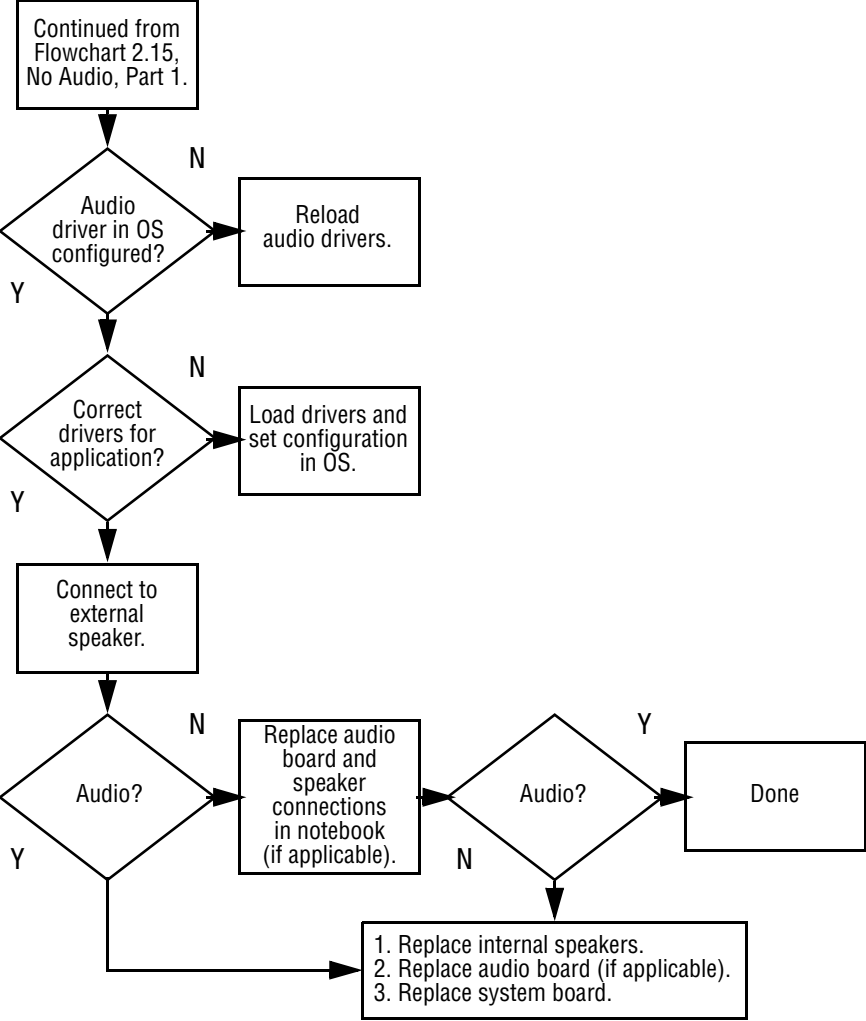 Continued from
Flowchart 2.15,
No Audio, Part 1.
N
Audio
driver in OS
configured?
Reload
audio drivers.
Y
N
Correct
drivers for
application?
Load drivers and
set configuration
in OS.
Y
Connect to
external
speaker.
N
Audio?
Y
Replace audio
board and
speaker
connections
in notebook
(if applicable).
Y
Audio?
N
Done
1. Replace internal speakers.
2. Replace audio board (if applicable).
3. Replace system board.